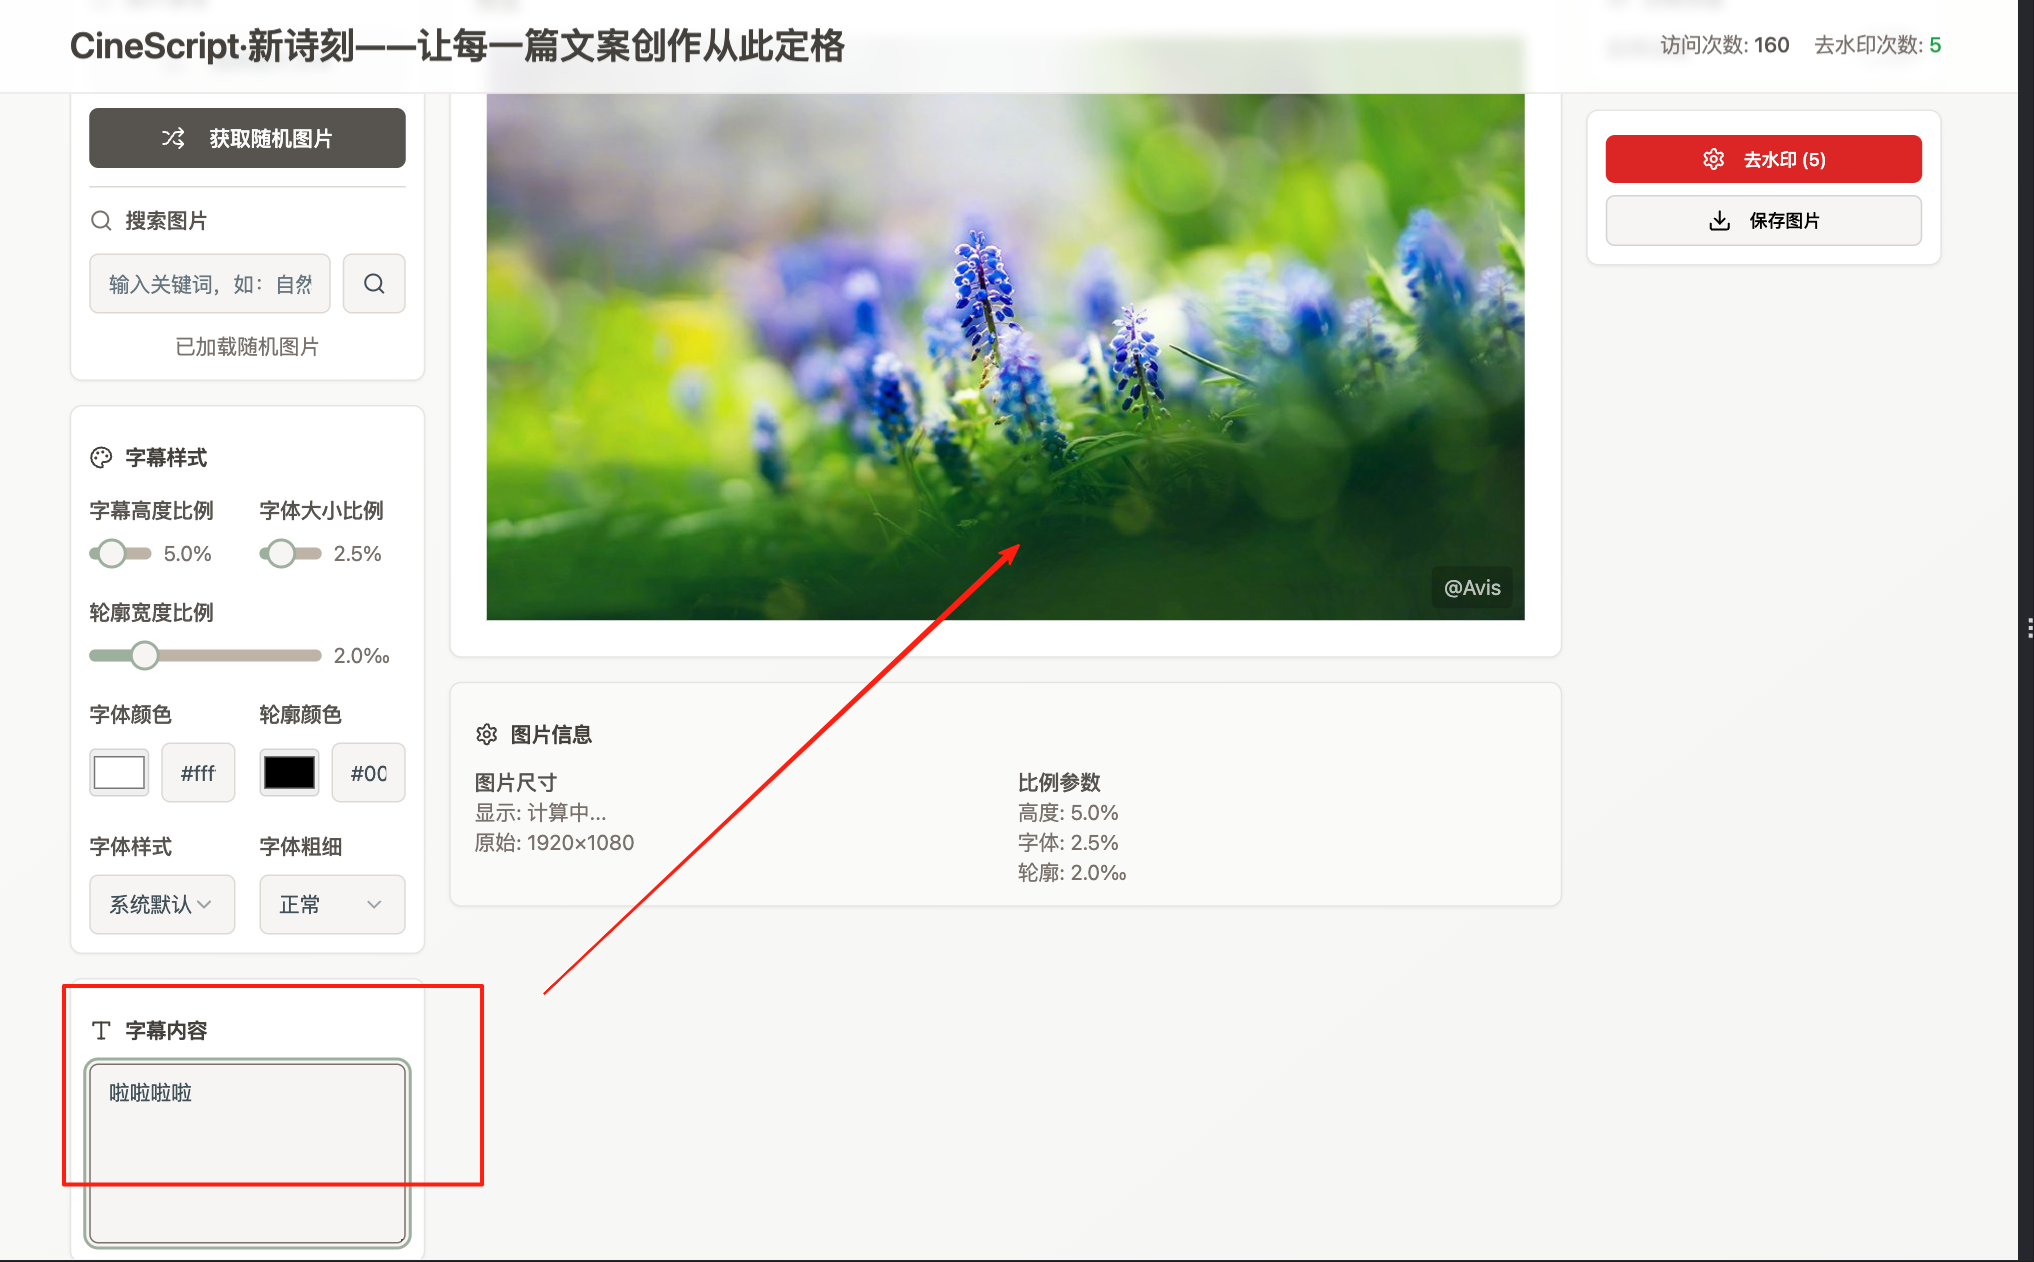 CineScript·新诗刻——让每一篇文案创作从此定格
访问次数: 160 去水印次数: 5
获取随机图片
搜索图片
输入关键词，如：自然
已加载随机图片
字幕样式
字幕高度比例 字体大小比例
5.0% 2.5%
轮廓宽度比例
2.0‰
字体颜色 轮廓颜色
#fff #00
字体样式 字体粗细
系统默认 正常
字幕内容
啦啦啦啦
@Avis
图片信息
图片尺寸
显示: 计算中...
原始: 1920×1080
比例参数
高度: 5.0%
字体: 2.5%
轮廓: 2.0‰
去水印 (5)
保存图片